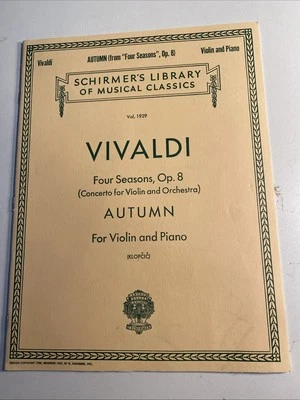 Vivaldi AUTUMN (from "Four Seasons", Op. 8) Violin and Piano
SCHIRMER'S LIBRARY
OF MUSICAL CLASSICS
Vol. 1939
VIVALDI
Four Seasons, Op. 8
(Concerto for Violin and Orchestra)
AUTUMN
For Violin and Piano
(KLOPČIČ)